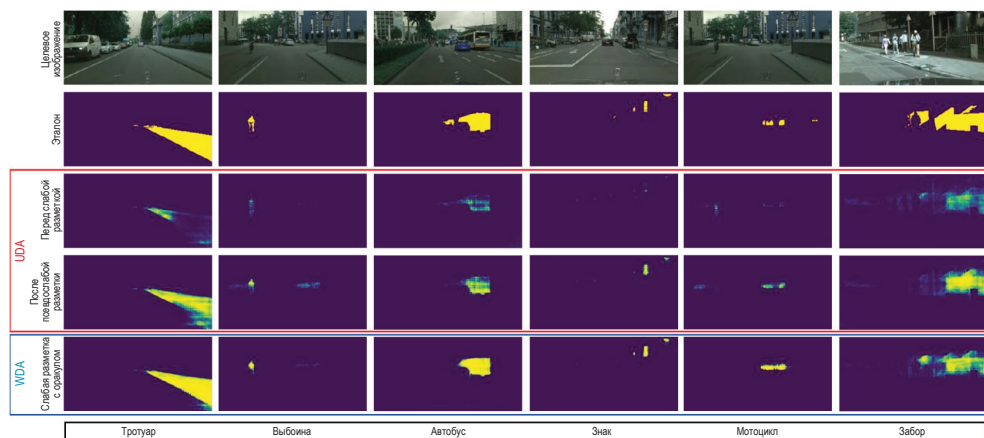 Целевое
изображение
Эталон
UDA
Перед слабой
разметкой
После
псевдослабой
разметки
WDA
Слабая разметка
с оракулом
Тротуар
Выбоина
Автобус
Знак
Мотоцикл
Забор